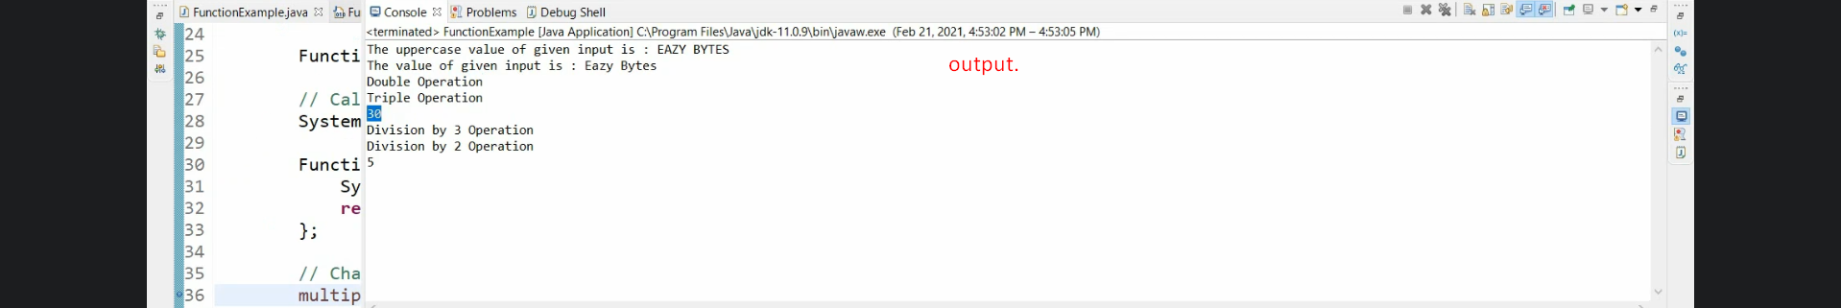 FunctionExample.java Fu Console Problems Debug Shell
<terminated> FunctionExample [Java Application] C:\Program Files\Java\jdk-11.0.9\bin\javaw.exe (Feb 21, 2021, 4:53:02 PM – 4:53:05 PM)
The uppercase value of given input is : EAZY BYTES
The value of given input is : Eazy Bytes
Double Operation
Triple Operation
30
Division by 3 Operation
Division by 2 Operation
5
output.
24
25 Functi
26
27 // Cal
28 System
29
30 Functi
31 Sy
32 re
33 };
34
35 // Cha
36 multip